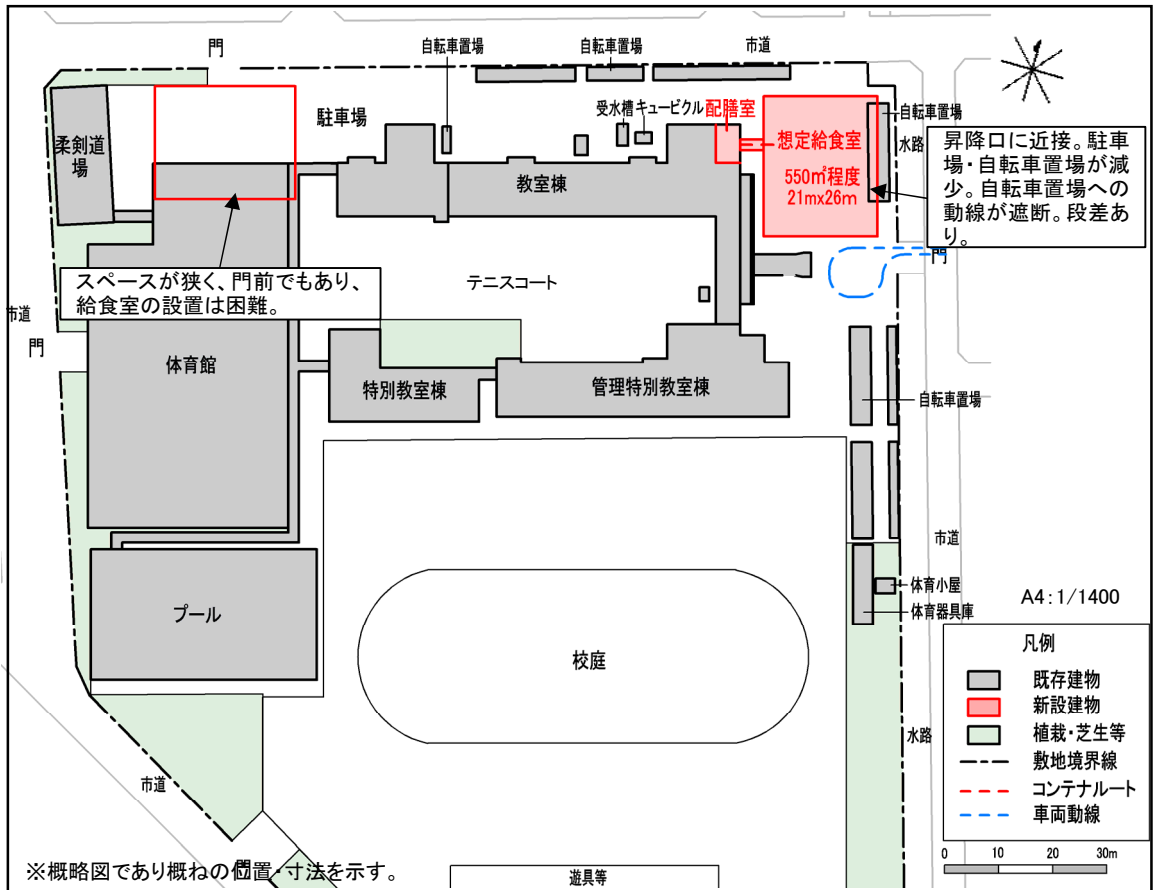 門
自転車置場
自転車置場
市道
駐車場
受水槽
キュービクル
配膳室
自転車置場
水路
柔剣道
場
想定給食室
550㎡程度
21mx26m
昇降口に近接。駐車
場・自転車置場が減
少。自転車置場への
動線が遮断。段差あ
り。
教室棟
門
スペースが狭く、門前でもあり、
給食室の設置は困難。
テニスコート
市道
門
体育館
特別教室棟
管理特別教室棟
自転車置場
市道
体育小屋
体育器具庫
プール
校庭
A4:1/1400
凡例
既存建物
新設建物
植栽・芝生等
敷地境界線
コンテナルート
車両動線
0 10 20 30m
水路
市道
門
※概略図であり概ねの位置・寸法を示す。
遊具等